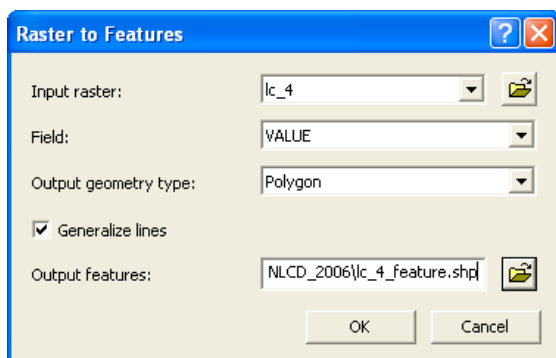 Raster to Features
Input raster: lc_4
Field: VALUE
Output geometry type: Polygon
Generalize lines
Output features: NLCD_2006\lc_4_feature.shp
OK Cancel